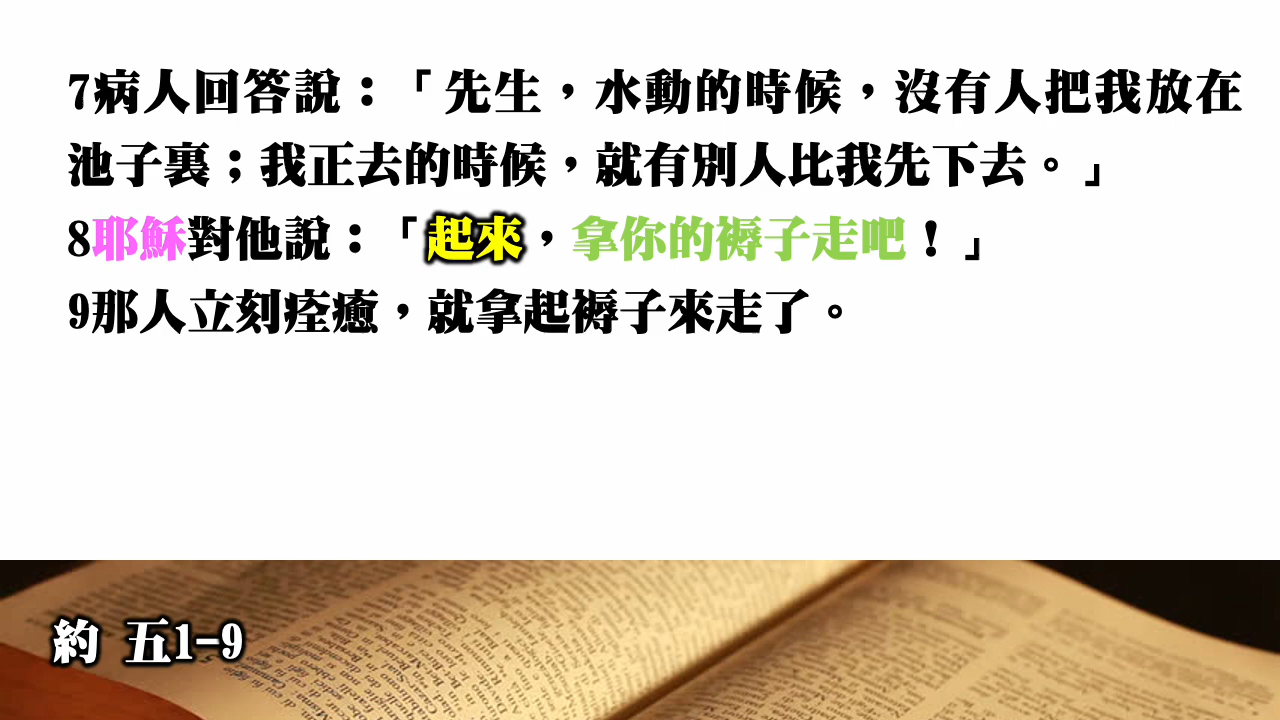 7病人回答說：「先生，水動的時候，沒有人把我放在
池子裏；我正去的時候，就有別人比我先下去。」
8耶穌對他說：「起來，拿你的褥子走吧！」
9那人立刻痊癒，就拿起褥子來走了。
約 五1-9